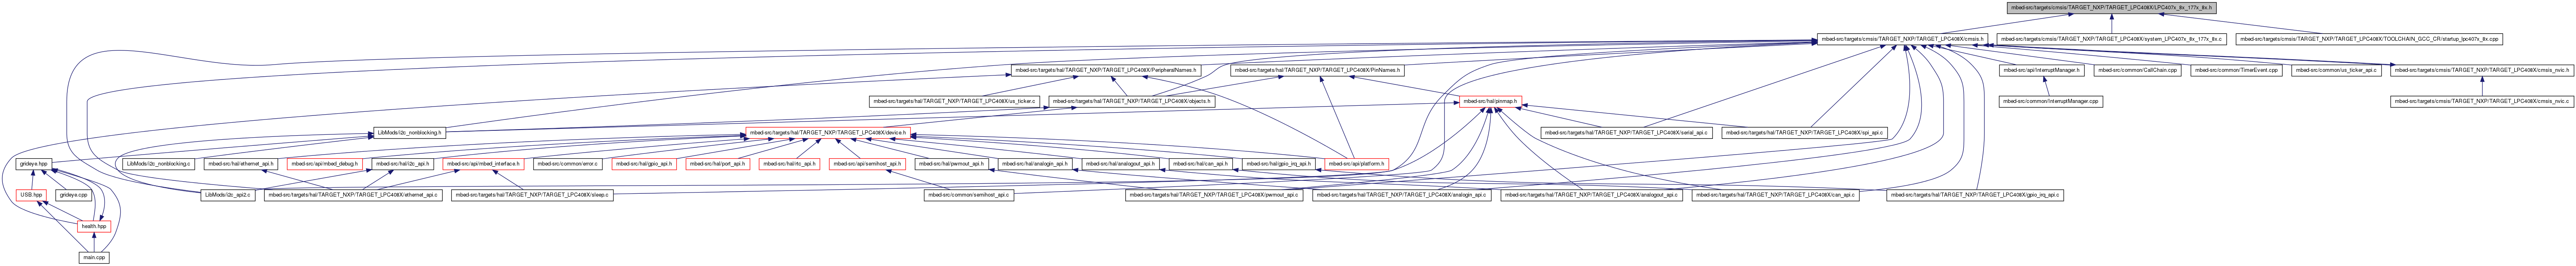 mbed-src/targets/cmsis/TARGET_NXP/TARGET_LPC408X/LPC407x_8x_177x_8x.h
mbed-src/targets/cmsis/TARGET_NXP/TARGET_LPC408X/cmsis.h
mbed-src/targets/cmsis/TARGET_NXP/TARGET_LPC408X/system_LPC407x_8x_177x_8x.c
mbed-src/targets/cmsis/TARGET_NXP/TARGET_LPC408X/TOOLCHAIN_GCC_CR/startup_lpc407x_8x.cpp
mbed-src/targets/hal/TARGET_NXP/TARGET_LPC408X/PeripheralNames.h
mbed-src/targets/hal/TARGET_NXP/TARGET_LPC408X/PinNames.h
mbed-src/api/InterruptManager.h
mbed-src/common/CallChain.cpp
mbed-src/common/TimerEvent.cpp
mbed-src/common/us_ticker_api.c
mbed-src/targets/cmsis/TARGET_NXP/TARGET_LPC408X/cmsis_nvic.h
mbed-src/targets/hal/TARGET_NXP/TARGET_LPC408X/us_ticker.c
mbed-src/targets/hal/TARGET_NXP/TARGET_LPC408X/objects.h
mbed-src/hal/pinmap.h
mbed-src/common/InterruptManager.cpp
mbed-src/targets/cmsis/TARGET_NXP/TARGET_LPC408X/cmsis_nvic.c
LibMods/i2c_nonblocking.h
mbed-src/targets/hal/TARGET_NXP/TARGET_LPC408X/device.h
mbed-src/targets/hal/TARGET_NXP/TARGET_LPC408X/serial_api.c
mbed-src/targets/hal/TARGET_NXP/TARGET_LPC408X/spi_api.c
grideye.hpp
LibMods/i2c_nonblocking.c
mbed-src/hal/ethernet_api.h
mbed-src/api/mbed_debug.h
mbed-src/hal/i2c_api.h
mbed-src/api/mbed_interface.h
mbed-src/common/error.c
mbed-src/hal/gpio_api.h
mbed-src/hal/port_api.h
mbed-src/hal/rtc_api.h
mbed-src/api/semihost_api.h
mbed-src/hal/pwmout_api.h
mbed-src/hal/analogin_api.h
mbed-src/hal/analogout_api.h
mbed-src/hal/can_api.h
mbed-src/hal/gpio_irq_api.h
mbed-src/api/platform.h
USB.hpp
grideye.cpp
LibMods/i2c_api2.c
mbed-src/targets/hal/TARGET_NXP/TARGET_LPC408X/ethernet_api.c
mbed-src/targets/hal/TARGET_NXP/TARGET_LPC408X/sleep.c
mbed-src/common/semihost_api.c
mbed-src/targets/hal/TARGET_NXP/TARGET_LPC408X/pwmout_api.c
mbed-src/targets/hal/TARGET_NXP/TARGET_LPC408X/analogin_api.c
mbed-src/targets/hal/TARGET_NXP/TARGET_LPC408X/analogout_api.c
mbed-src/targets/hal/TARGET_NXP/TARGET_LPC408X/can_api.c
mbed-src/targets/hal/TARGET_NXP/TARGET_LPC408X/gpio_irq_api.c
health.hpp
main.cpp